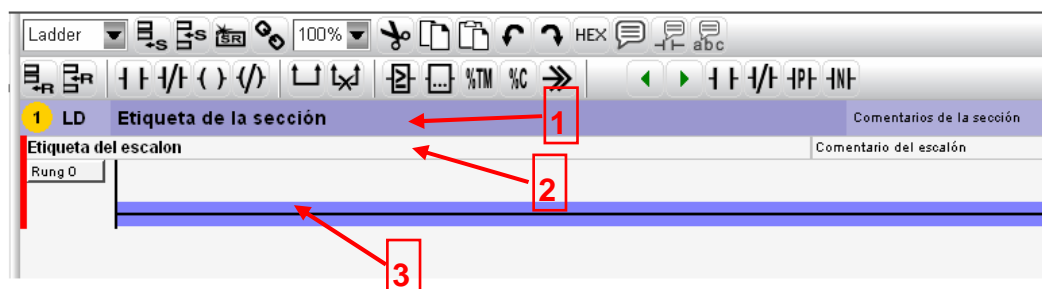 Ladder S S SR 100% HEX abc
R R %TM %C P N
1 LD Etiqueta de la sección 1 Comentarios de la sección
Etiqueta del escalon Comentario del escalón
2
Rung 0
3